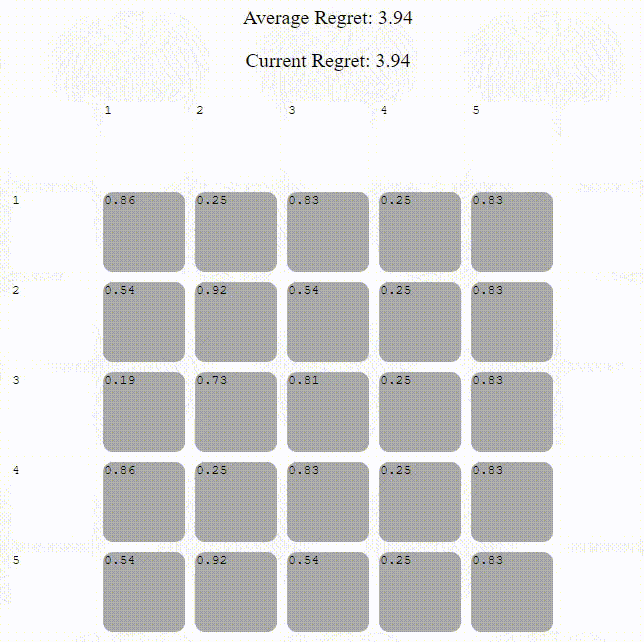 Average Regret: 3.94
Current Regret: 3.94
1 2 3 4 5
1 0.86 0.25 0.83 0.25 0.83
2 0.54 0.92 0.54 0.25 0.83
3 0.19 0.73 0.81 0.25 0.83
4 0.86 0.25 0.83 0.25 0.83
5 0.54 0.92 0.54 0.25 0.83